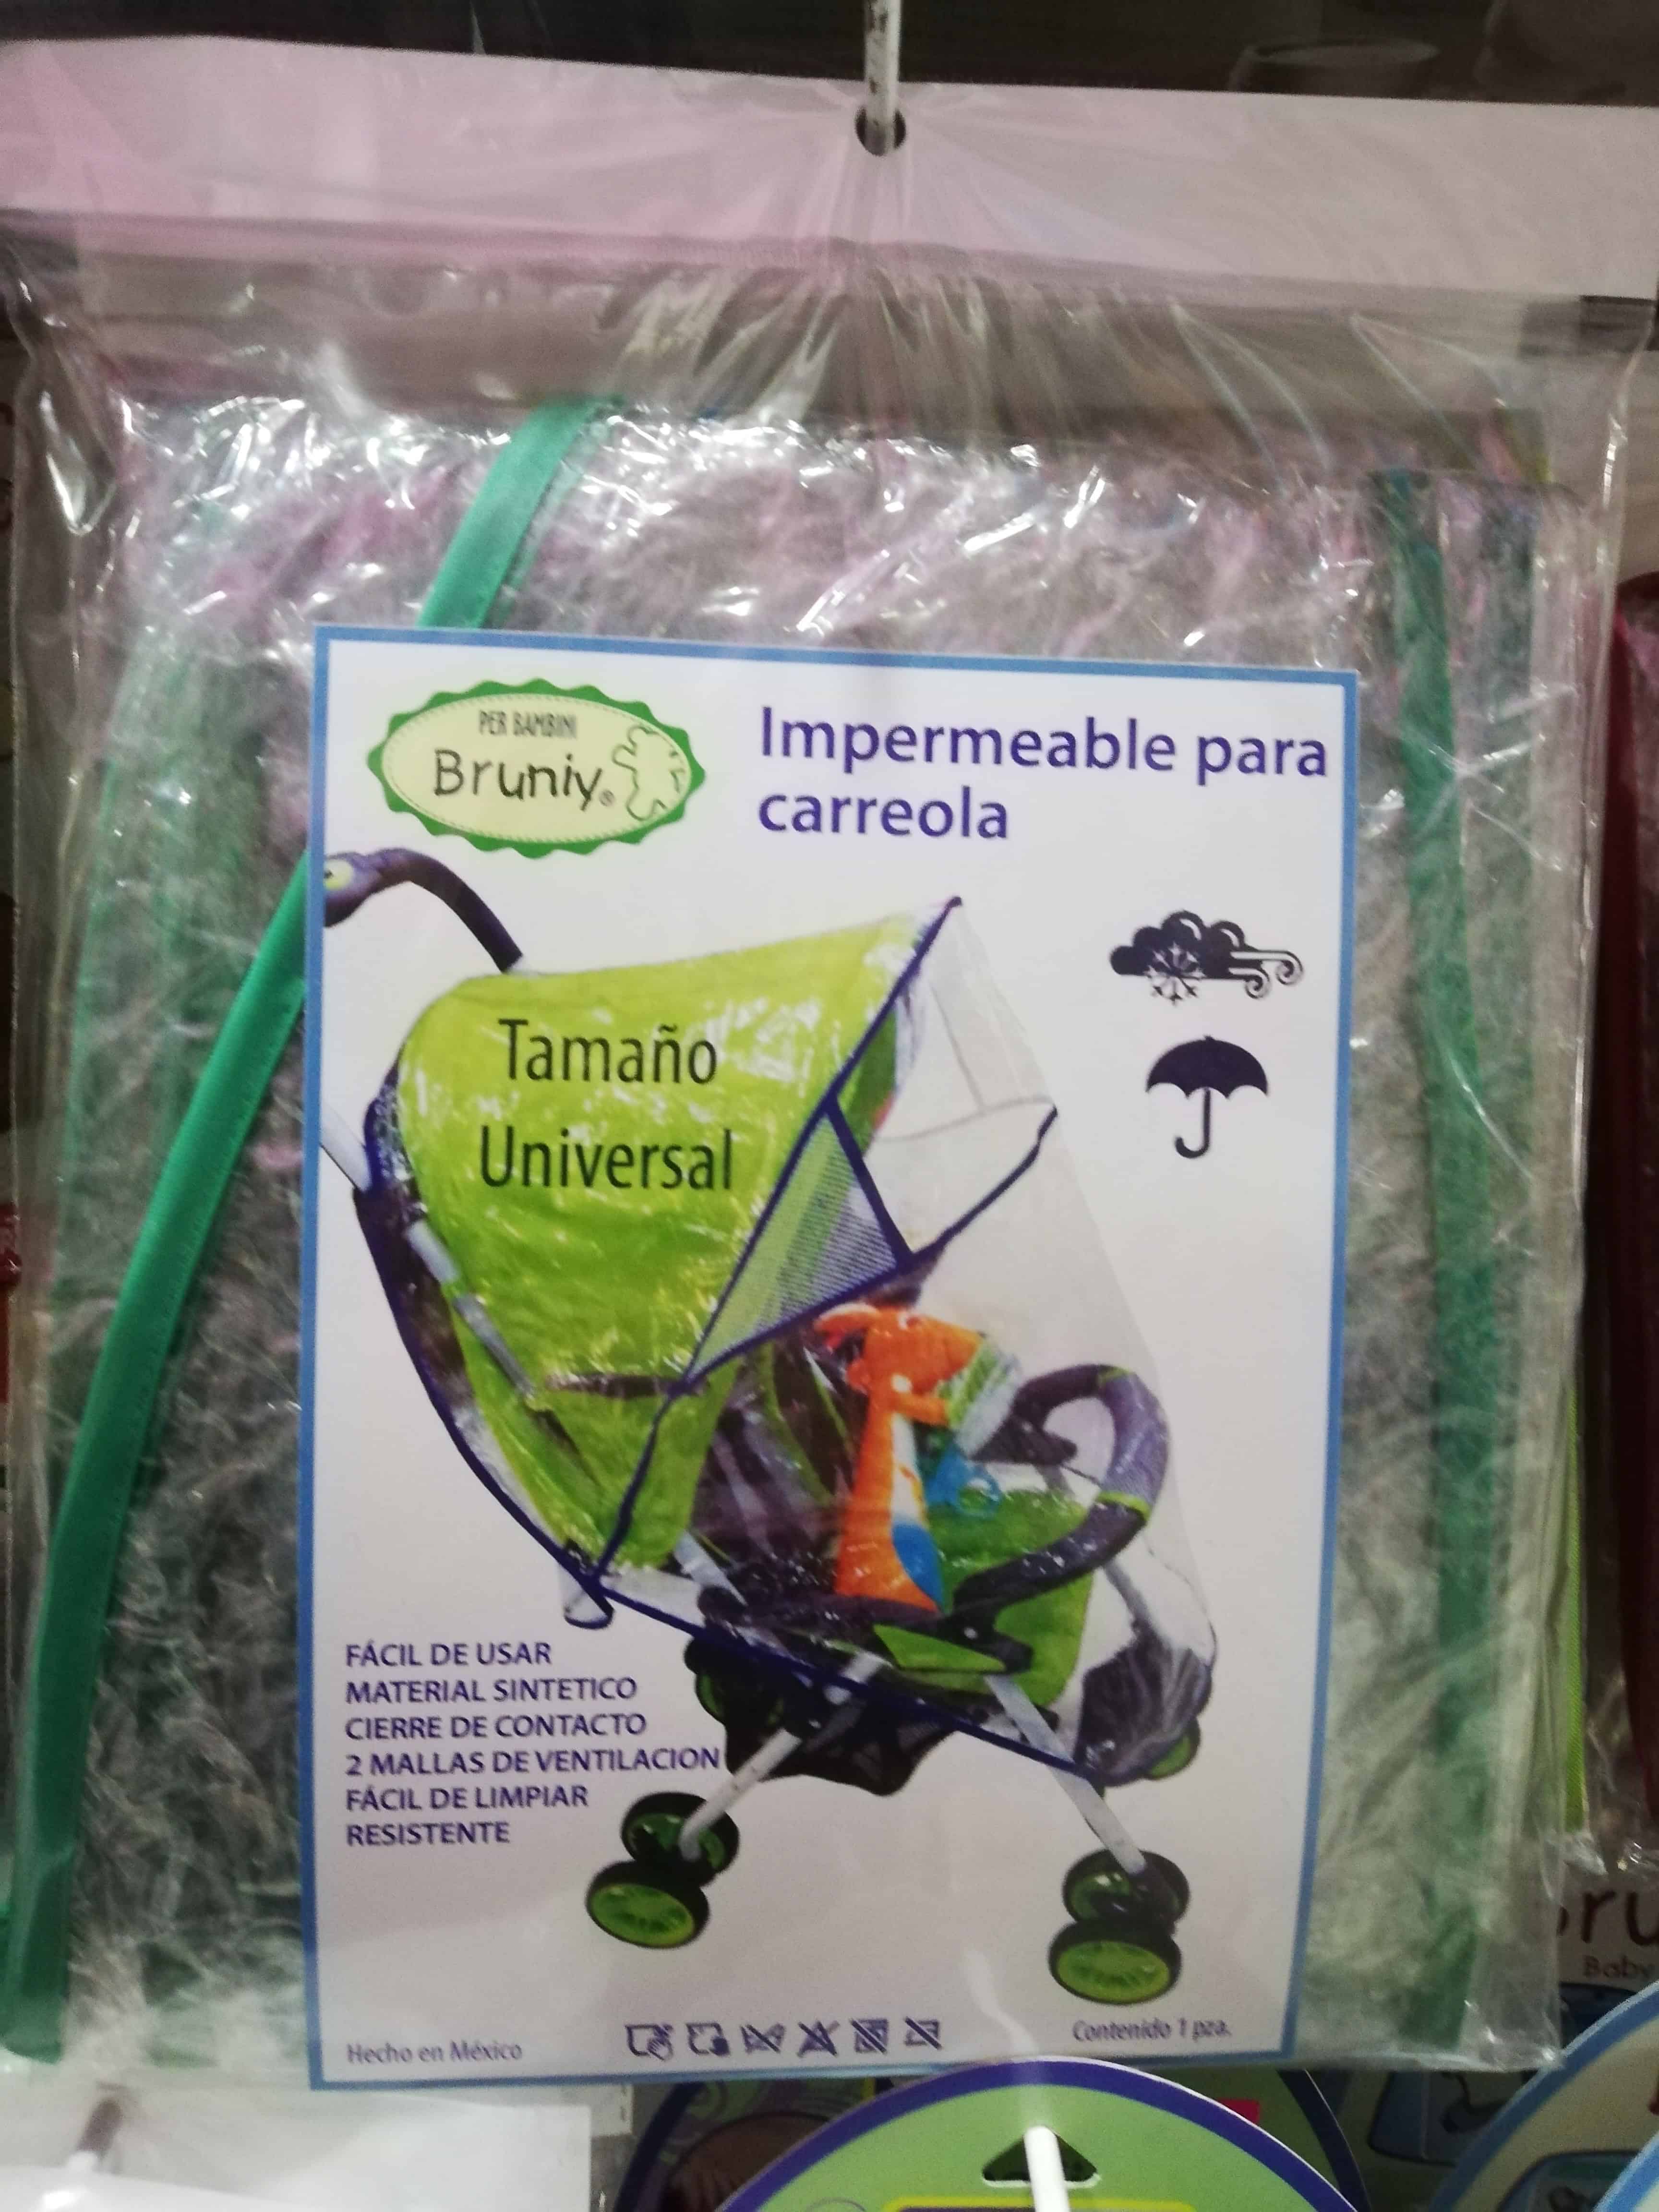 PER BAMBINI
Bruniy®
Impermeable para
carreola
Tamaño
Universal
FÁCIL DE USAR
MATERIAL SINTETICO
CIERRE DE CONTACTO
2 MALLAS DE VENTILACION
FÁCIL DE LIMPIAR
RESISTENTE
Hecho en México
Contenido 1 pza.
Baby